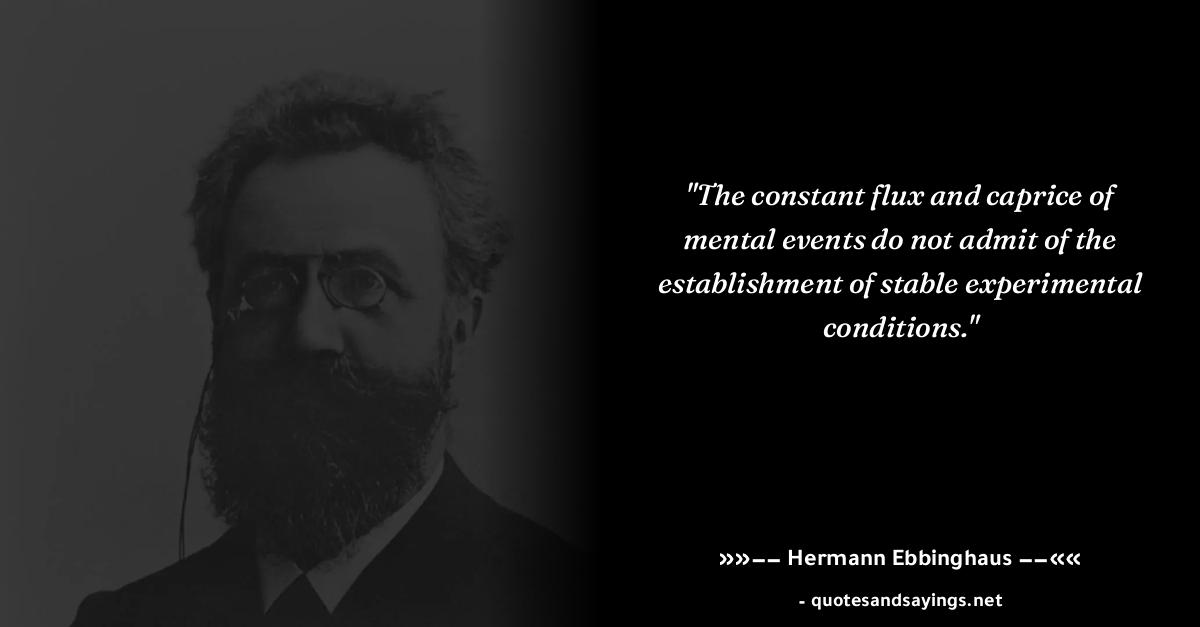 "The constant flux and caprice of
mental events do not admit of the
establishment of stable experimental
conditions."
»»−− Hermann Ebbinghaus −−««
- quotesandsayings.net